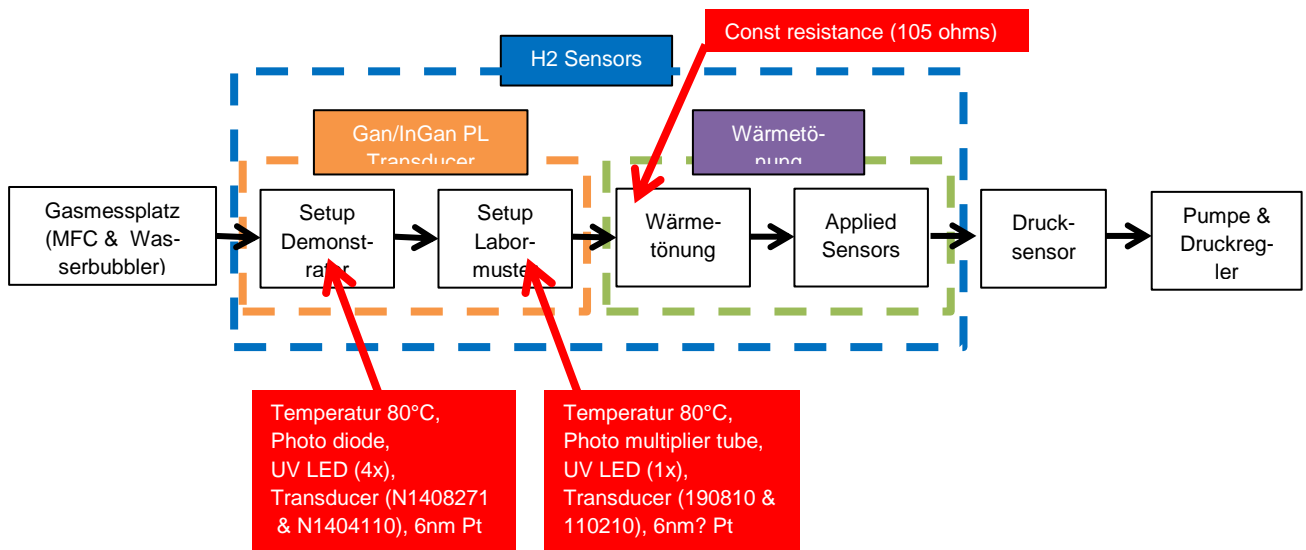 Const resistance (105 ohms)
H2 Sensors
Gan/InGan PL
Transducer
Wärmetö-
nung
Gasmessplatz
(MFC & Was-
serbubbler)
Setup
Demonst-
rator
Setup
Labor-
muster
Wärme-
tönung
Applied
Sensors
Druck-
sensor
Pumpe &
Druckreg-
ler
Temperatur 80°C,
Photo diode,
UV LED (4x),
Transducer (N1408271
& N1404110), 6nm Pt
Temperatur 80°C,
Photo multiplier tube,
UV LED (1x),
Transducer (190810 &
110210), 6nm? Pt